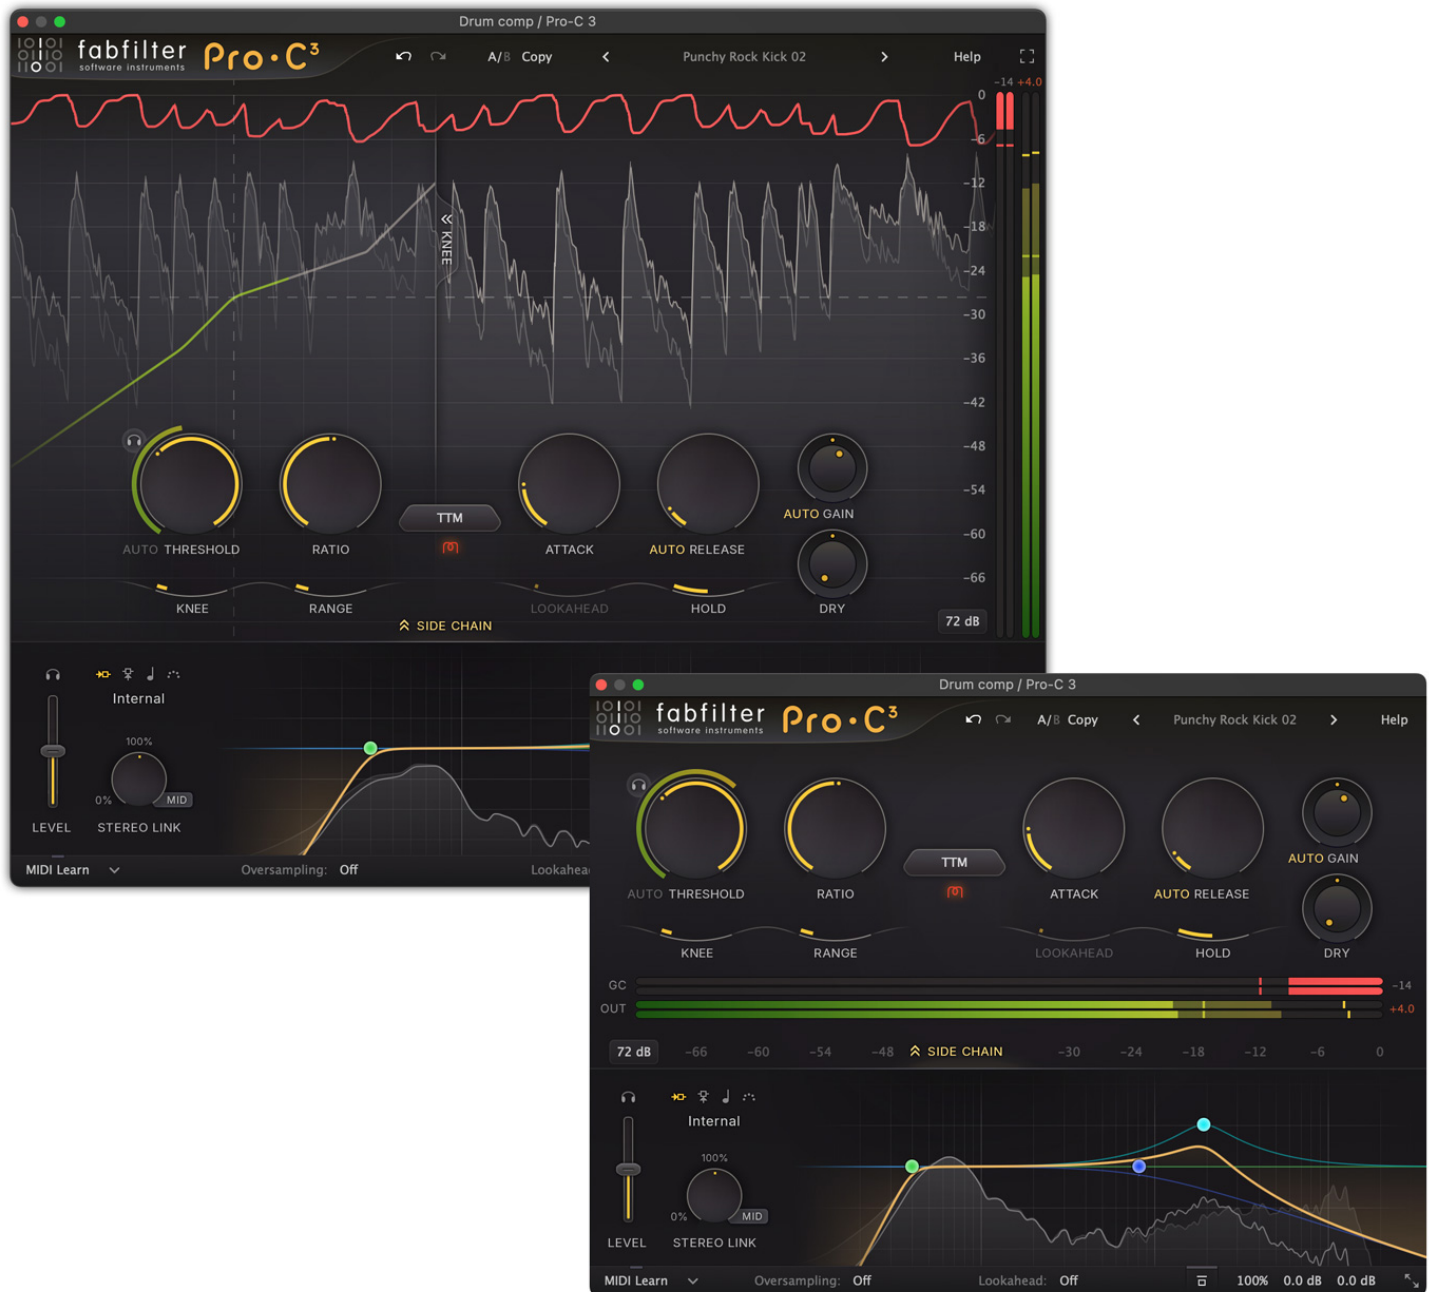 Drum comp / Pro-C 3
fabfilter
software instruments
Pro·C³
A/B Copy
Punchy Rock Kick 02
Help
-14 +4.0
0
-6
-12
-18
-24
-30
-36
-42
-48
-54
-60
-66
KNEE
TTM
AUTO THRESHOLD
RATIO
ATTACK
AUTO RELEASE
AUTO GAIN
KNEE
RANGE
LOOKAHEAD
HOLD
DRY
SIDE CHAIN
72 dB
Internal
100%
0%
MID
LEVEL
STEREO LINK
MIDI Learn
Oversampling: Off
Lookahea
Drum comp / Pro-C 3
fabfilter
software instruments
Pro·C³
A/B Copy
Punchy Rock Kick 02
Help
TTM
AUTO GAIN
AUTO THRESHOLD
RATIO
ATTACK
AUTO RELEASE
KNEE
RANGE
LOOKAHEAD
HOLD
DRY
GC
-14
OUT
+4.0
72 dB -66 -60 -54 -48 SIDE CHAIN -30 -24 -18 -12 -6 0
Internal
100%
0%
MID
LEVEL
STEREO LINK
MIDI Learn
Oversampling: Off
Lookahead: Off
100% 0.0 dB 0.0 dB